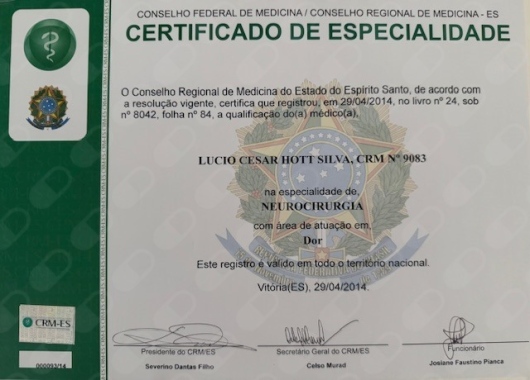 CONSELHO FEDERAL DE MEDICINA / CONSELHO REGIONAL DE MEDICINA - ES
CERTIFICADO DE ESPECIALIDADE
O Conselho Regional de Medicina do Estado do Espírito Santo, de acordo com
a resolução vigente, certifica que registrou, em 29/04/2014, no livro nº 24, sob
nº 8042, folha nº 84, a qualificação do(a) médico(a),
LUCIO CESAR HOTT SILVA, CRM Nº 9083
na especialidade de,
NEUROCIRURGIA
com área de atuação em,
Dor
Este registro é válido em todo o território nacional.
Vitória(ES), 29/04/2014.
CRM-ES
000093/14
Presidente do CRM/ES
Severino Dantas Filho
Secretário Geral do CRM/ES
Celso Murad
Funcionário
Josiane Faustino Pianca